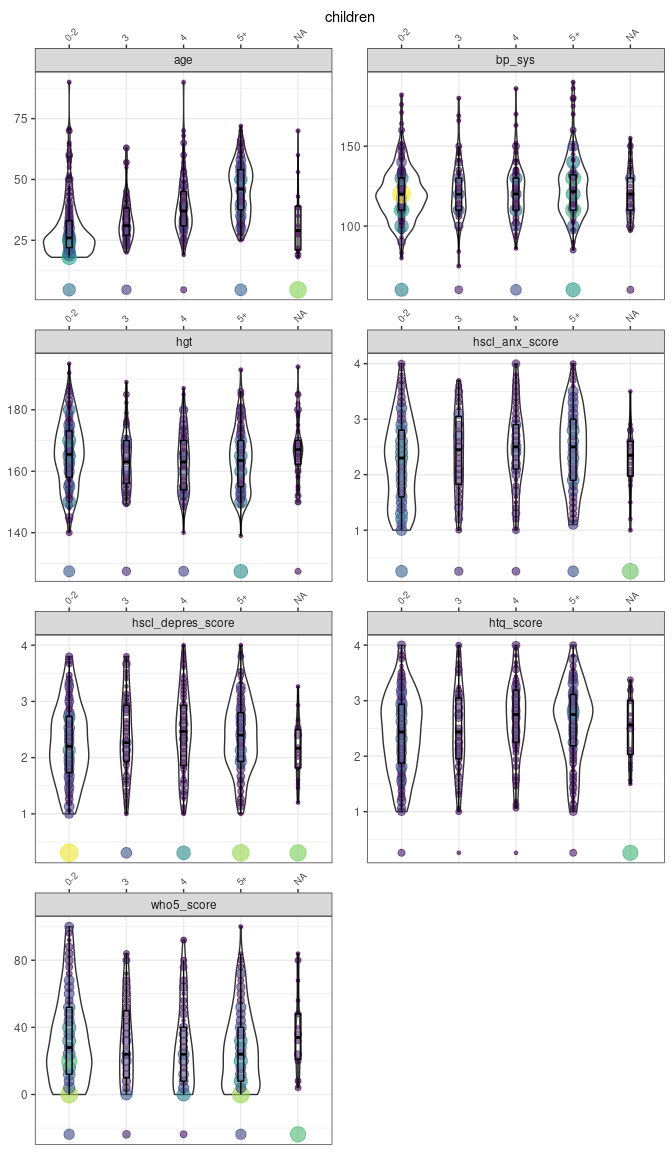 children
0-2 3 4 5+ NA 0-2 3 4 5+ NA
age bp_sys
75
50
25
150
100
0-2 3 4 5+ NA 0-2 3 4 5+ NA
hgt hscl_anx_score
180
160
140
4
3
2
1
0-2 3 4 5+ NA 0-2 3 4 5+ NA
hscl_depres_score htq_score
4
3
2
1
4
3
2
1
0-2 3 4 5+ NA
who5_score
80
40
0